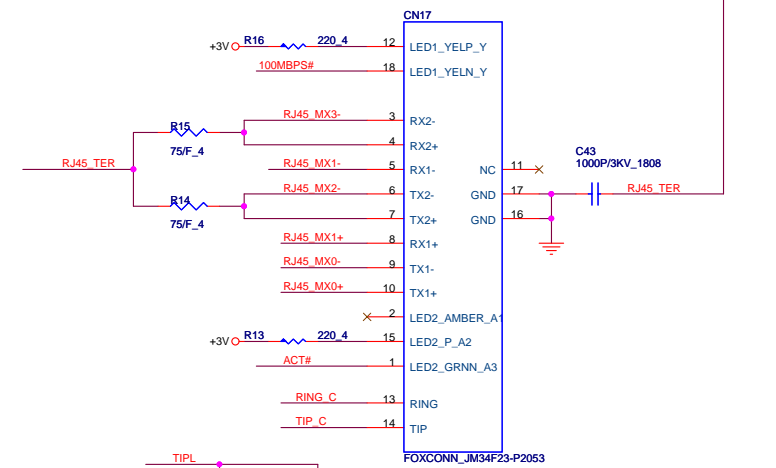 CN17
+3V R16 220_4 12 LED1_YELP_Y
100MBPS# 18 LED1_YELN_Y
RJ45_MX3- 3 RX2-
R15
75/F_4
4 RX2+
RJ45_TER
RJ45_MX1- 5 RX1-
NC 11
C43
1000P/3KV_1808
RJ45_MX2- 6 TX2-
GND 17
RJ45_TER
R14
75/F_4
7 TX2+
GND 16
RJ45_MX1+ 8 RX1+
RJ45_MX0- 9 TX1-
RJ45_MX0+ 10 TX1+
2 LED2_AMBER_A1
+3V R13 220_4 15 LED2_P_A2
ACT# 1 LED2_GRNN_A3
RING_C 13 RING
TIP_C 14 TIP
FOXCONN_JM34F23-P2053
TIPL